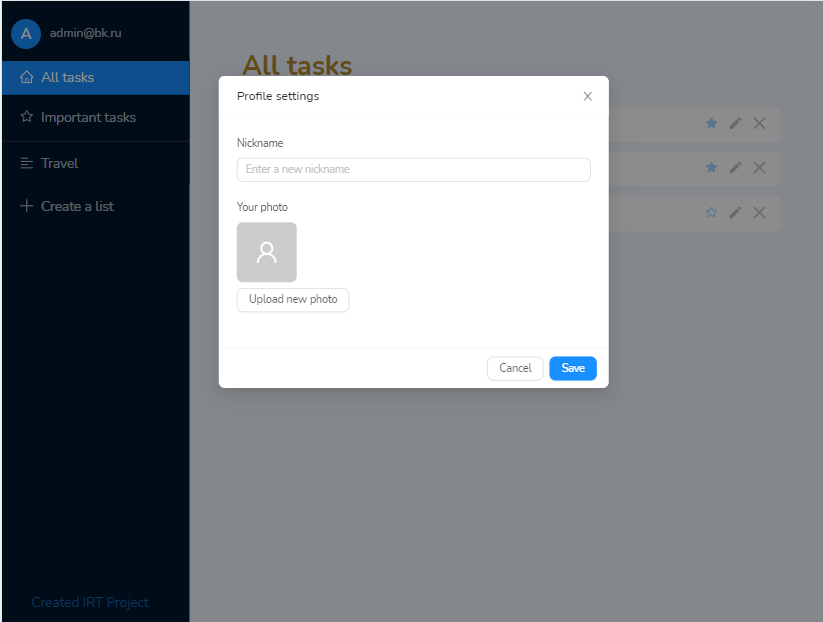 A
admin@bk.ru
All tasks
Important tasks
Travel
Create a list
Created IRT Project
All tasks
Profile settings
Nickname
Enter a new nickname
Your photo
Upload new photo
Cancel
Save